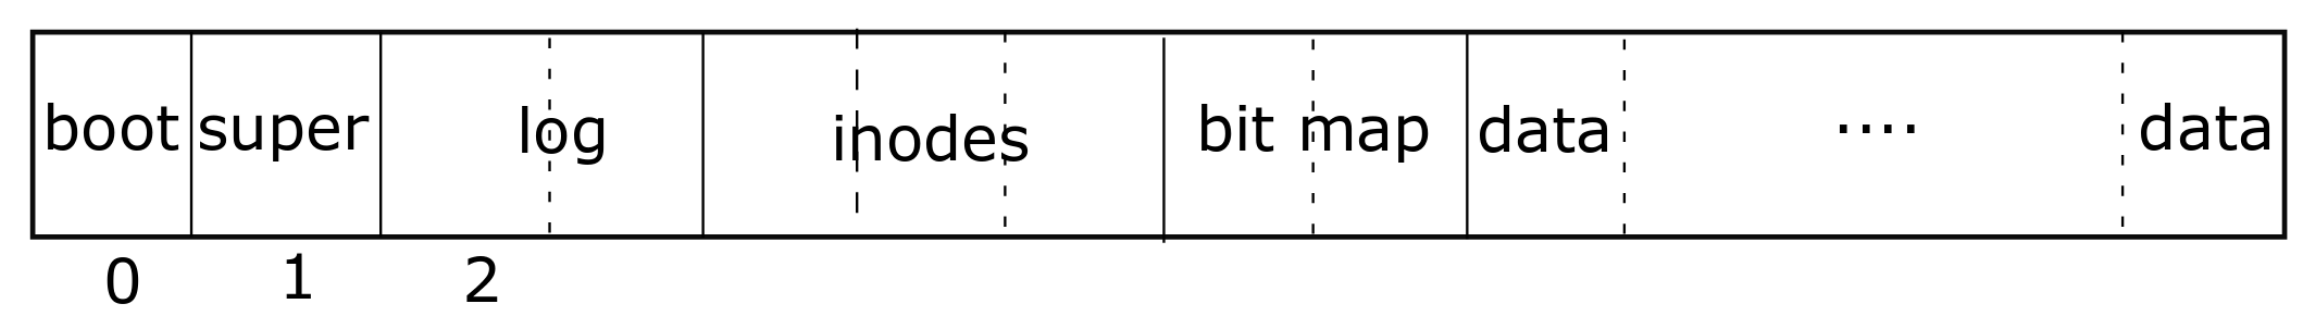 boot super log inodes bit map data .... data
0 1 2